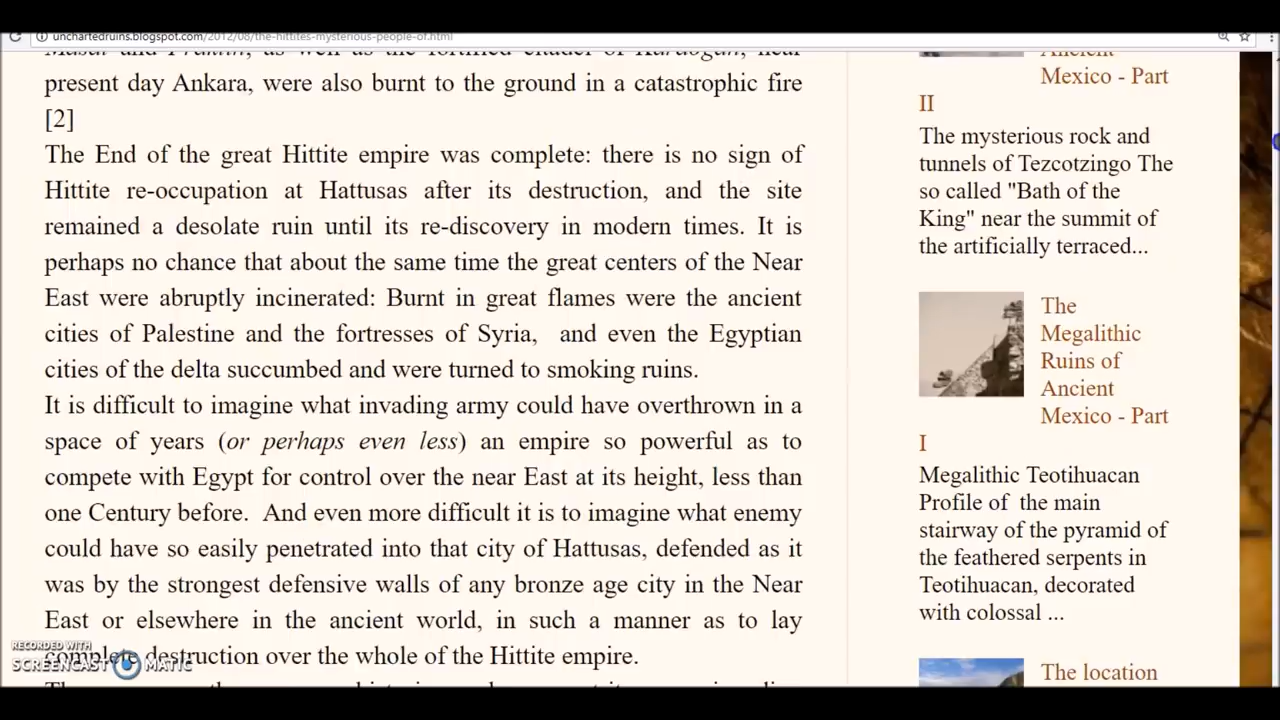 unchartedruins.blogspot.com/2012/08/the-hittites-mysterious-people-of.html
present day Ankara, were also burnt to the ground in a catastrophic fire
[2]
The End of the great Hittite empire was complete: there is no sign of
Hittite re-occupation at Hattusas after its destruction, and the site
remained a desolate ruin until its re-discovery in modern times. It is
perhaps no chance that about the same time the great centers of the Near
East were abruptly incinerated: Burnt in great flames were the ancient
cities of Palestine and the fortresses of Syria, and even the Egyptian
cities of the delta succumbed and were turned to smoking ruins.
It is difficult to imagine what invading army could have overthrown in a
space of years (or perhaps even less) an empire so powerful as to
compete with Egypt for control over the near East at its height, less than
one Century before. And even more difficult it is to imagine what enemy
could have so easily penetrated into that city of Hattusas, defended as it
was by the strongest defensive walls of any bronze age city in the Near
East or elsewhere in the ancient world, in such a manner as to lay
complete destruction over the whole of the Hittite empire.
Ancient
Mexico - Part
II
The mysterious rock and
tunnels of Tezcotzingo The
so called "Bath of the
King" near the summit of
the artificially terraced...
The
Megalithic
Ruins of
Ancient
Mexico - Part
I
Megalithic Teotihuacan
Profile of the main
stairway of the pyramid of
the feathered serpents in
Teotihuacan, decorated
with colossal ...
The location
RECORDED WITH
SCREENCAST MATIC